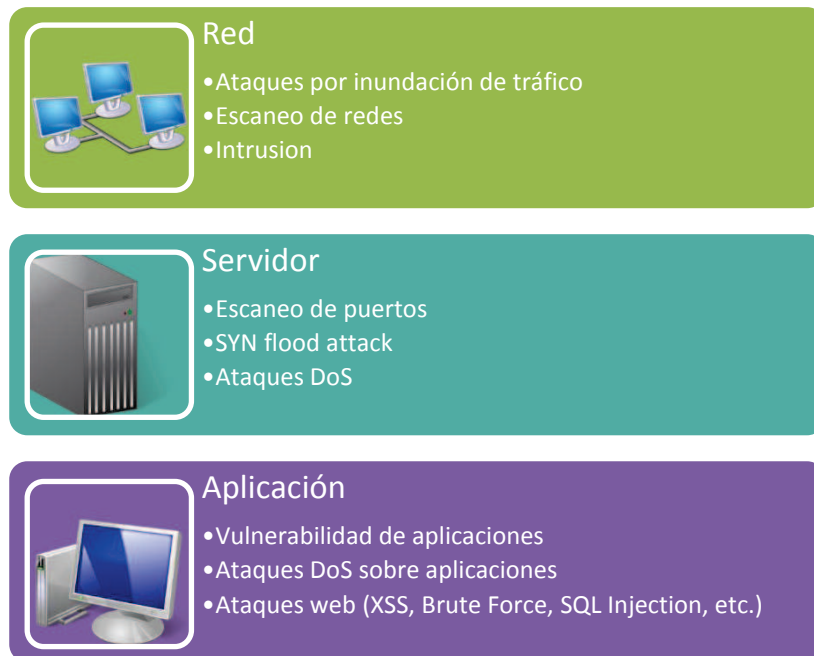 Red
•Ataques por inundación de tráfico
•Escaneo de redes
•Intrusion
Servidor
•Escaneo de puertos
•SYN flood attack
•Ataques DoS
Aplicación
•Vulnerabilidad de aplicaciones
•Ataques DoS sobre aplicaciones
•Ataques web (XSS, Brute Force, SQL Injection, etc.)